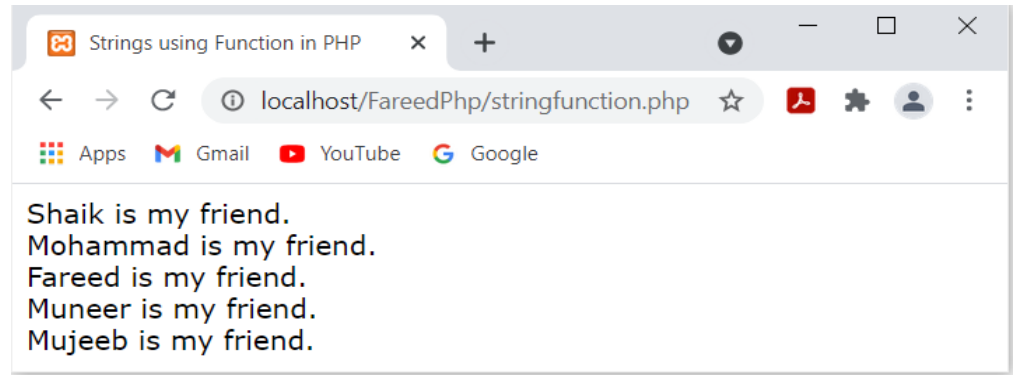 Strings using Function in PHP
localhost/FareedPhp/stringfunction.php
Apps Gmail YouTube Google
Shaik is my friend.
Mohammad is my friend.
Fareed is my friend.
Muneer is my friend.
Mujeeb is my friend.